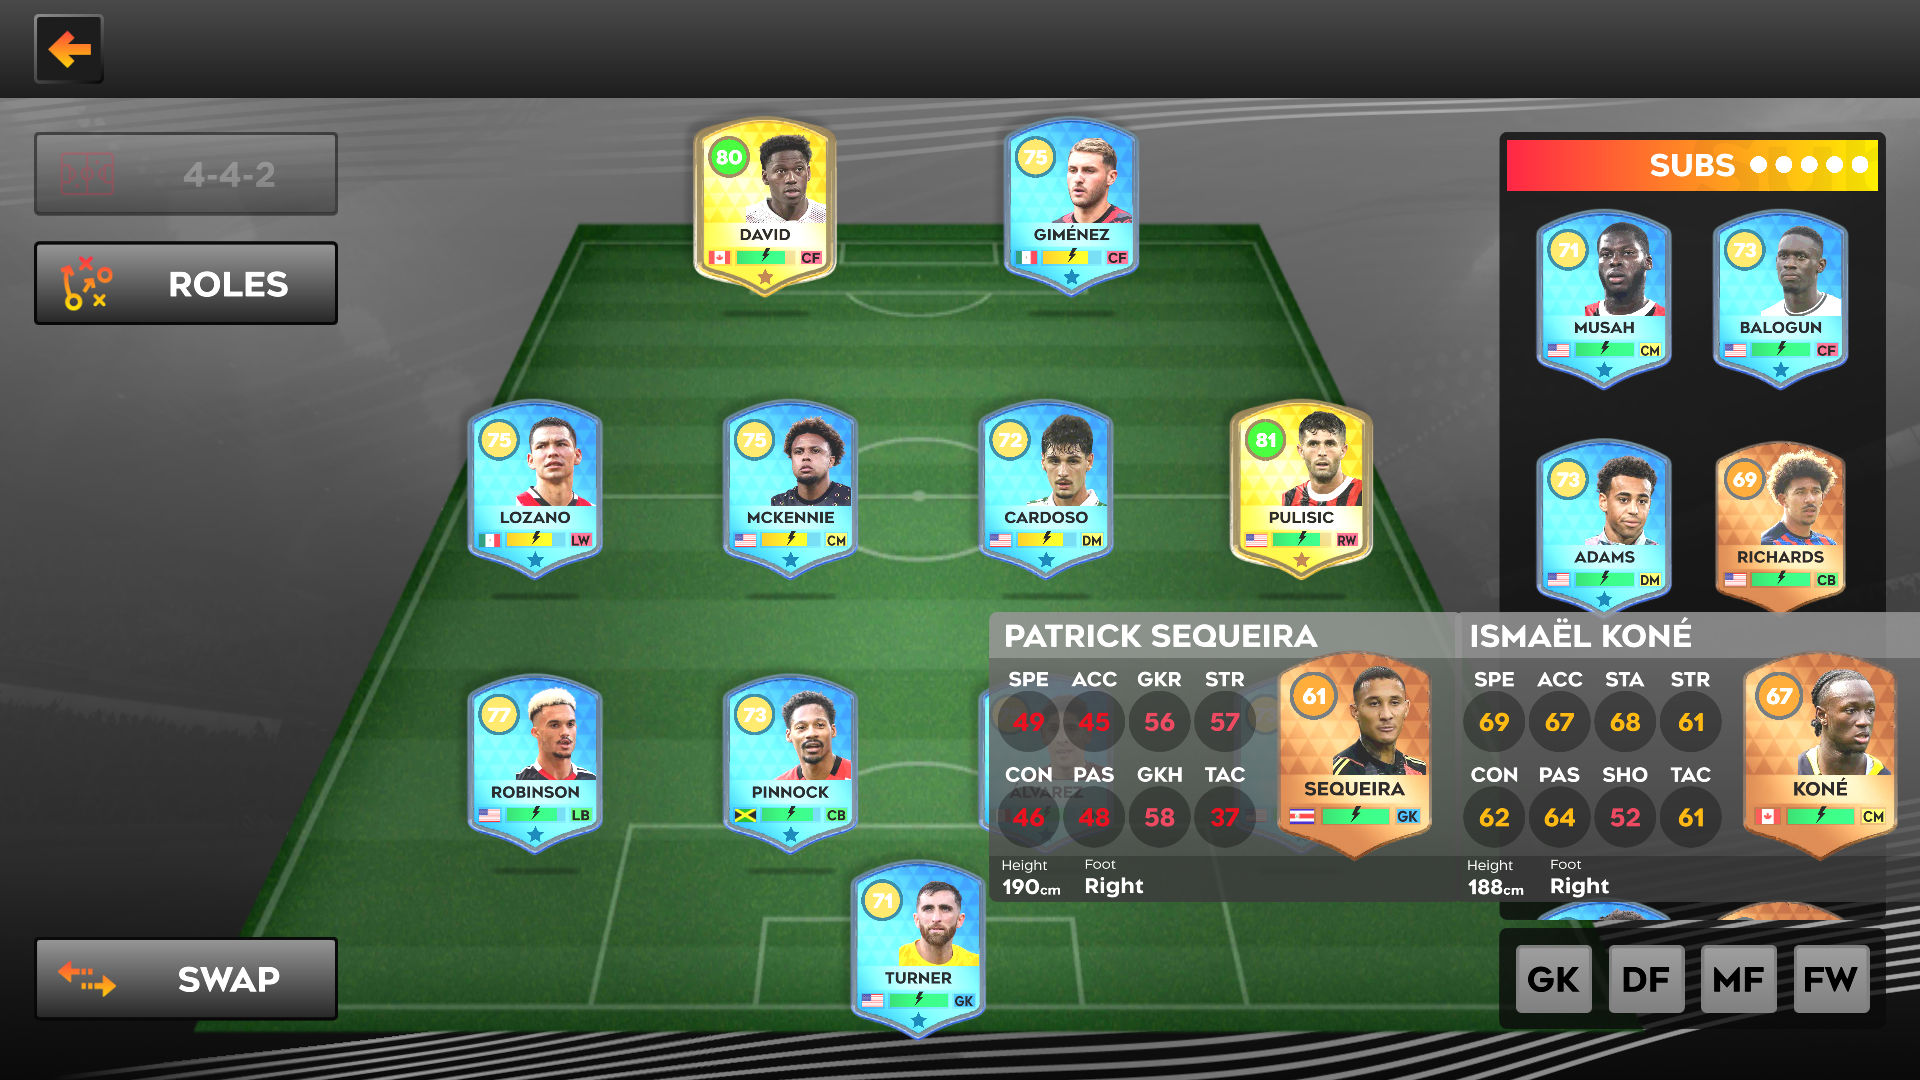 4-4-2
ROLES
80
DAVID
CF
75
GIMÉNEZ
CF
SUBS
71
MUSAH
CM
73
BALOGUN
CF
75
LOZANO
LW
75
MCKENNIE
CM
72
CARDOSO
DM
81
PULISIC
RW
73
ADAMS
DM
69
RICHARDS
CB
77
ROBINSON
LB
73
PINNOCK
CB
ALVAREZ
PATRICK SEQUEIRA
SPE ACC GKR STR
49 45 56 57
CON PAS GKH TAC
46 48 58 37
Height Foot
190cm Right
61
SEQUEIRA
GK
ISMAËL KONÉ
SPE ACC STA STR
69 67 68 61
CON PAS SHO TAC
62 64 52 61
Height Foot
188cm Right
67
KONÉ
CM
71
TURNER
GK
SWAP
GK DF MF FW